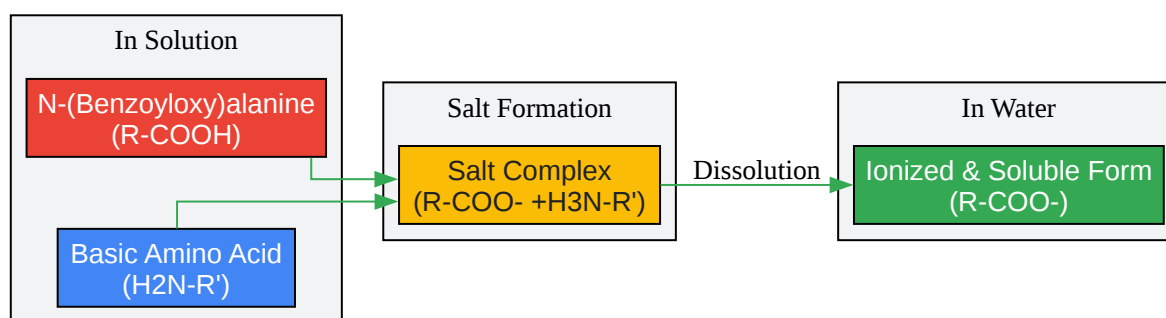 In Solution
N-(Benzoyloxy)alanine
(R-COOH)
Basic Amino Acid
(H2N-R')
Salt Formation
Salt Complex
(R-COO- +H3N-R')
Dissolution
In Water
Ionized & Soluble Form
(R-COO-)